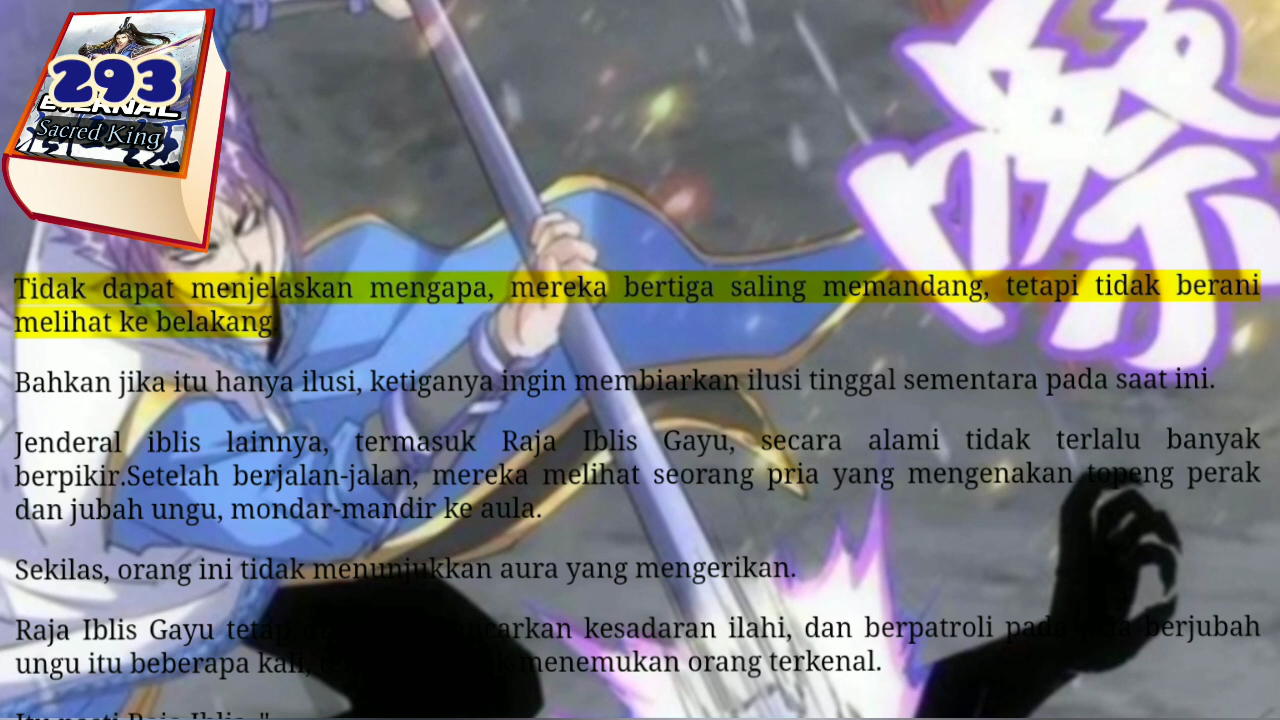 293
ETERNAL
Sacred King
Tidak dapat menjelaskan mengapa, mereka bertiga saling memandang, tetapi tidak berani
melihat ke belakang.
Bahkan jika itu hanya ilusi, ketiganya ingin membiarkan ilusi tinggal sementara pada saat ini.
Jenderal iblis lainnya, termasuk Raja Iblis Gayu, secara alami tidak terlalu banyak
berpikir.Setelah berjalan-jalan, mereka melihat seorang pria yang mengenakan topeng perak
dan jubah ungu, mondar-mandir ke aula.
Sekilas, orang ini tidak menunjukkan aura yang mengerikan.
Raja Iblis Gayu tetap kesadaran ilahi, dan berpatroli pada berjubah
ungu itu beberapa kali, menemukan orang terkenal.